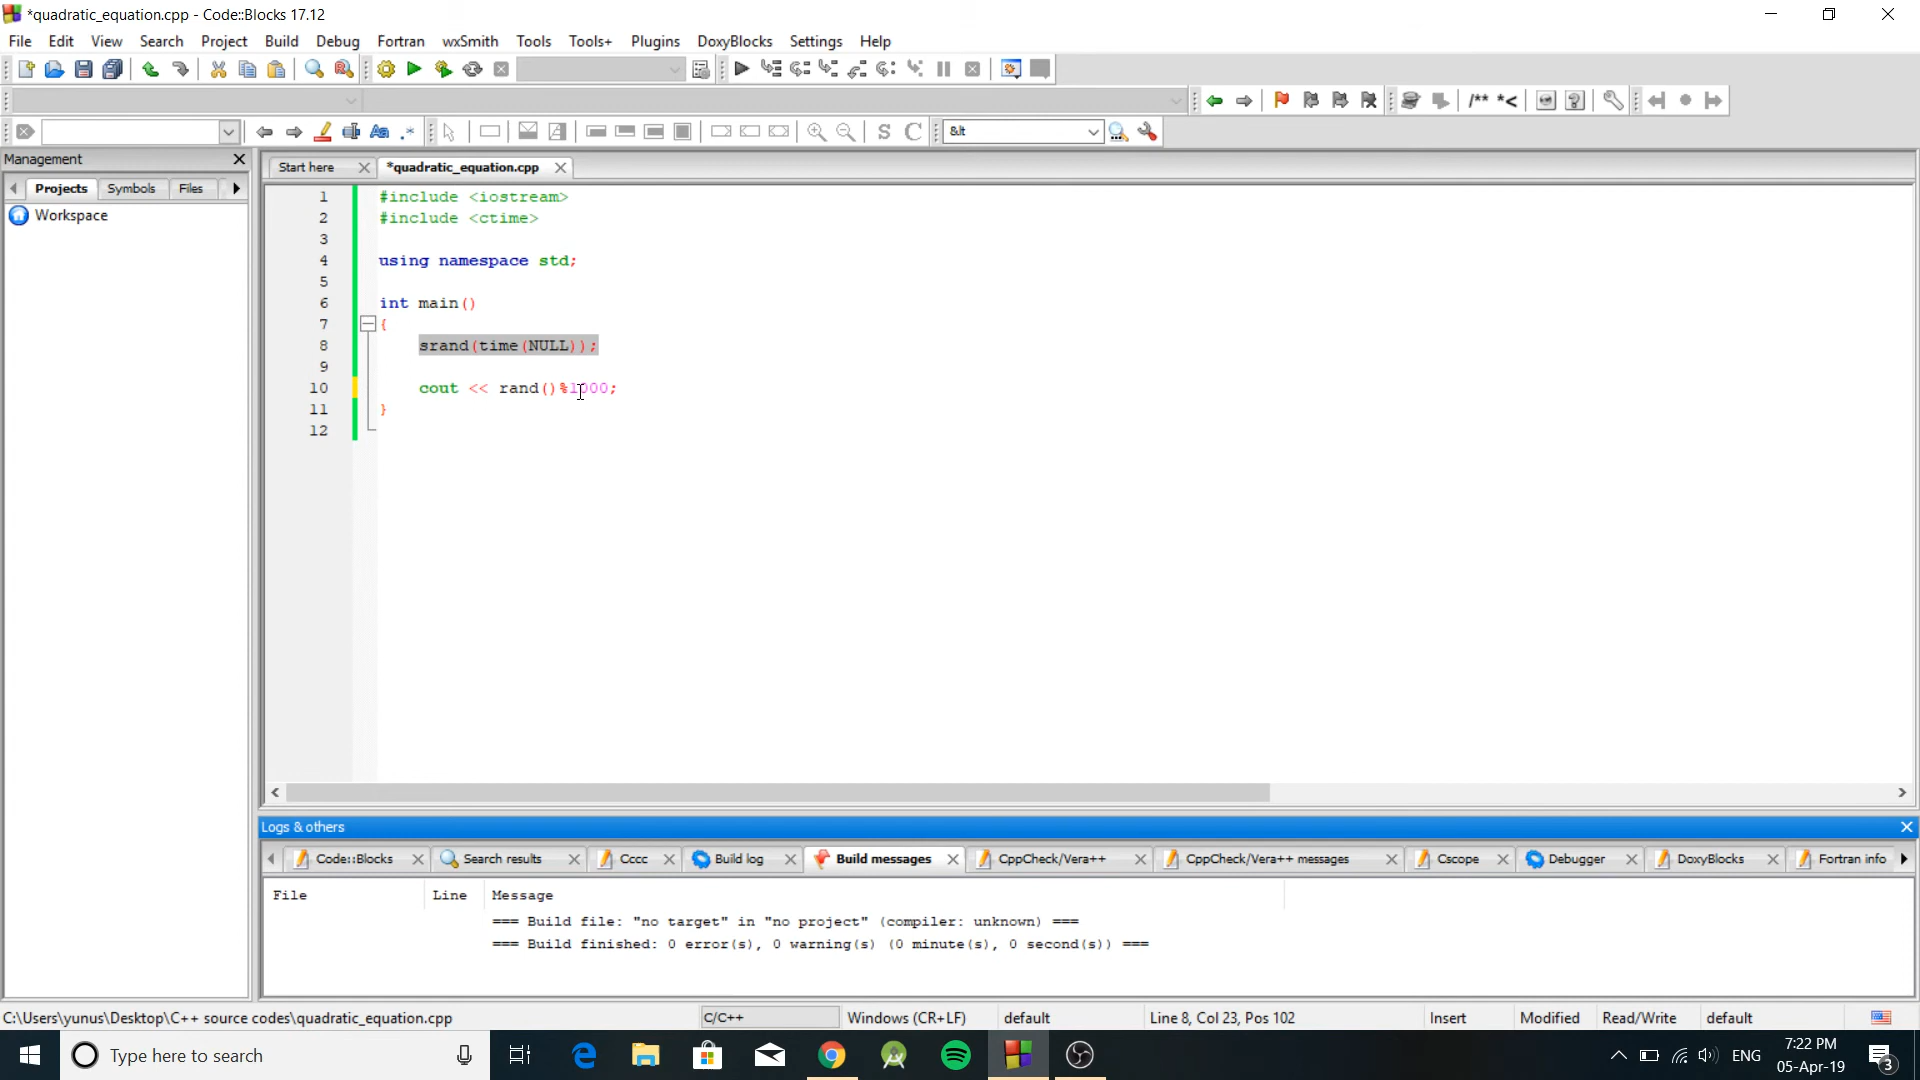 *quadratic_equation.cpp - Code::Blocks 17.12
File Edit View Search Project Build Debug Fortran wxSmith Tools Tools+ Plugins DoxyBlocks Settings Help
/** *<
Aa .* S C &lt
Management
Start here *quadratic_equation.cpp
Projects Symbols Files
Workspace
1 #include <iostream>
2 #include <ctime>
3
4 using namespace std;
5
6 int main()
7 {
8 srand(time(NULL));
9
10 cout << rand()%1000;
11 }
12
Logs & others
Code::Blocks Search results Cccc Build log Build messages CppCheck/Vera++ CppCheck/Vera++ messages Cscope Debugger DoxyBlocks Fortran info
File Line Message
=== Build file: "no target" in "no project" (compiler: unknown) ===
=== Build finished: 0 error(s), 0 warning(s) (0 minute(s), 0 second(s)) ===
C:\Users\yunus\Desktop\C++ source codes\quadratic_equation.cpp C/C++ Windows (CR+LF) default Line 8, Col 23, Pos 102 Insert Modified Read/Write default
Type here to search ENG 7:22 PM
05-Apr-19 3